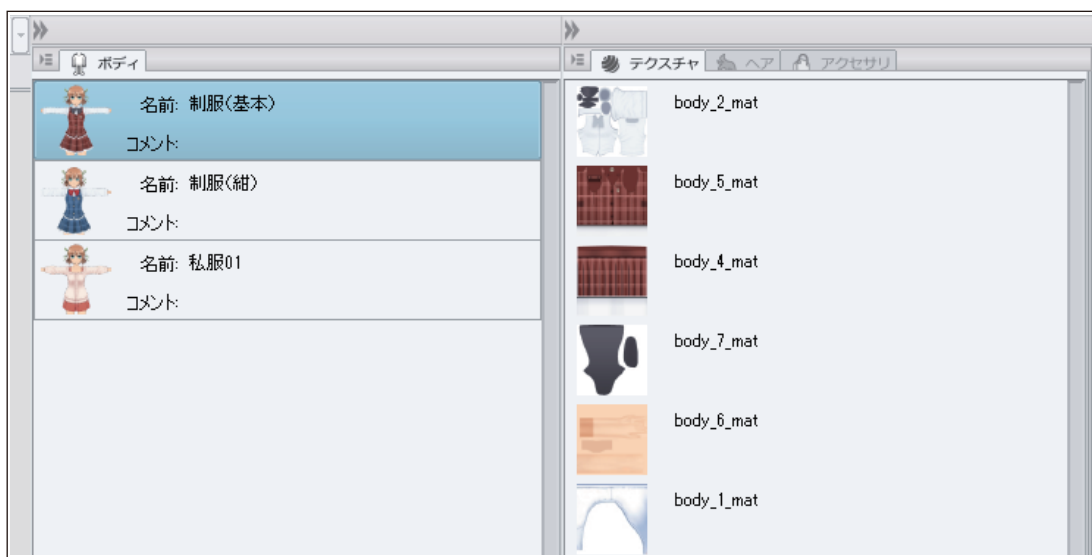 ボディ
名前: 制服(基本)
コメント:
名前: 制服(紺)
コメント:
名前: 私服01
コメント:
テクスチャ ヘア アクセサリ
body_2_mat
body_5_mat
body_4_mat
body_7_mat
body_6_mat
body_1_mat